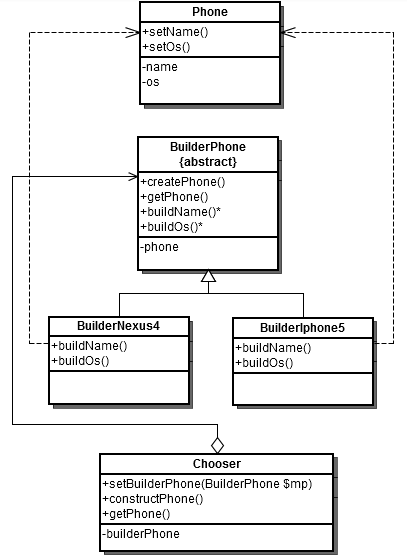 Phone
+setName()
+setOs()
-name
-os
BuilderPhone
{abstract}
+createPhone()
+getPhone()
+buildName()*
+buildOs()*
-phone
BuilderNexus4
+buildName()
+buildOs()
BuilderIphone5
+buildName()
+buildOs()
Chooser
+setBuilderPhone(BuilderPhone $mp)
+constructPhone()
+getPhone()
-builderPhone